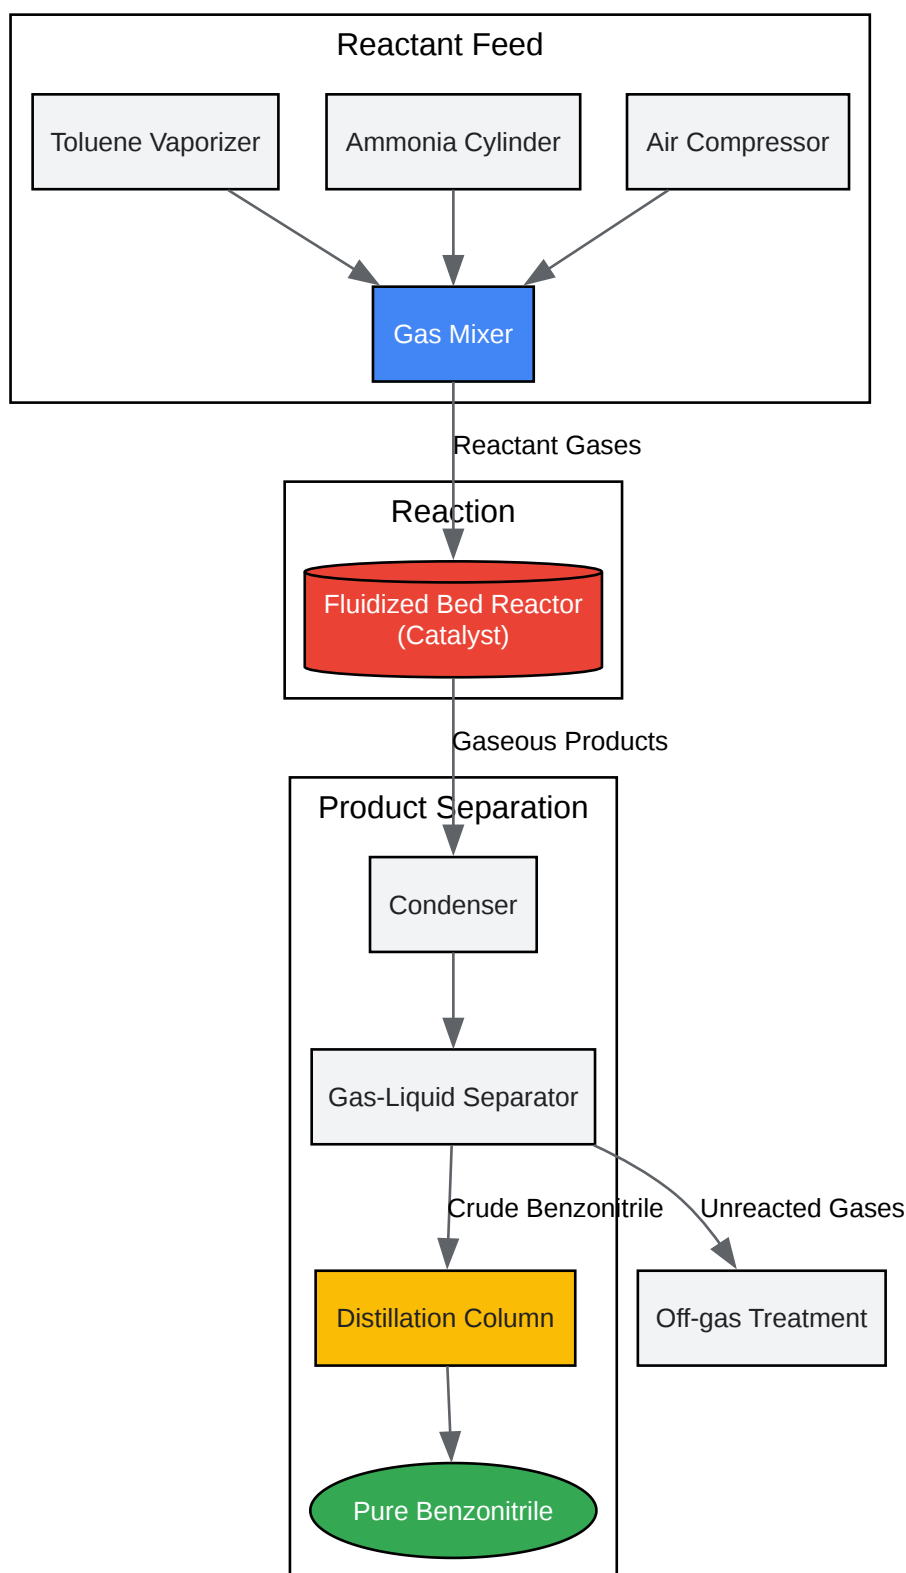 Reactant Feed
Toluene Vaporizer
Ammonia Cylinder
Air Compressor
Gas Mixer
Reactant Gases
Reaction
Fluidized Bed Reactor
(Catalyst)
Gaseous Products
Product Separation
Condenser
Gas-Liquid Separator
Crude Benzonitrile
Unreacted Gases
Distillation Column
Off-gas Treatment
Pure Benzonitrile